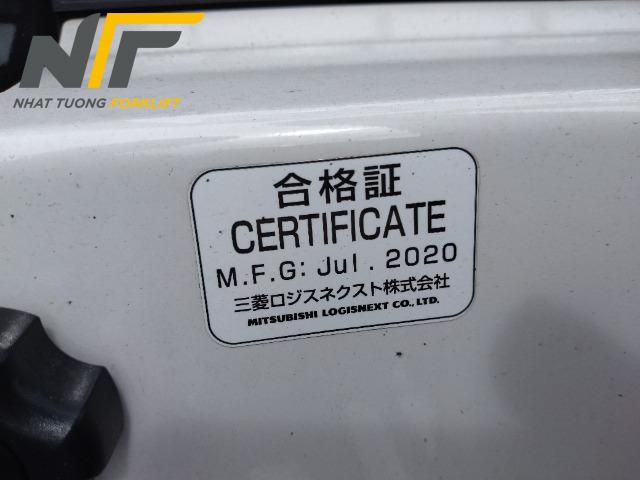 NTF
NHAT TUONG FORKLIFT
合格証
CERTIFICATE
M.F.G: Jul . 2020
三菱ロジスネクスト株式会社
MITSUBISHI LOGISNEXT CO., LTD.